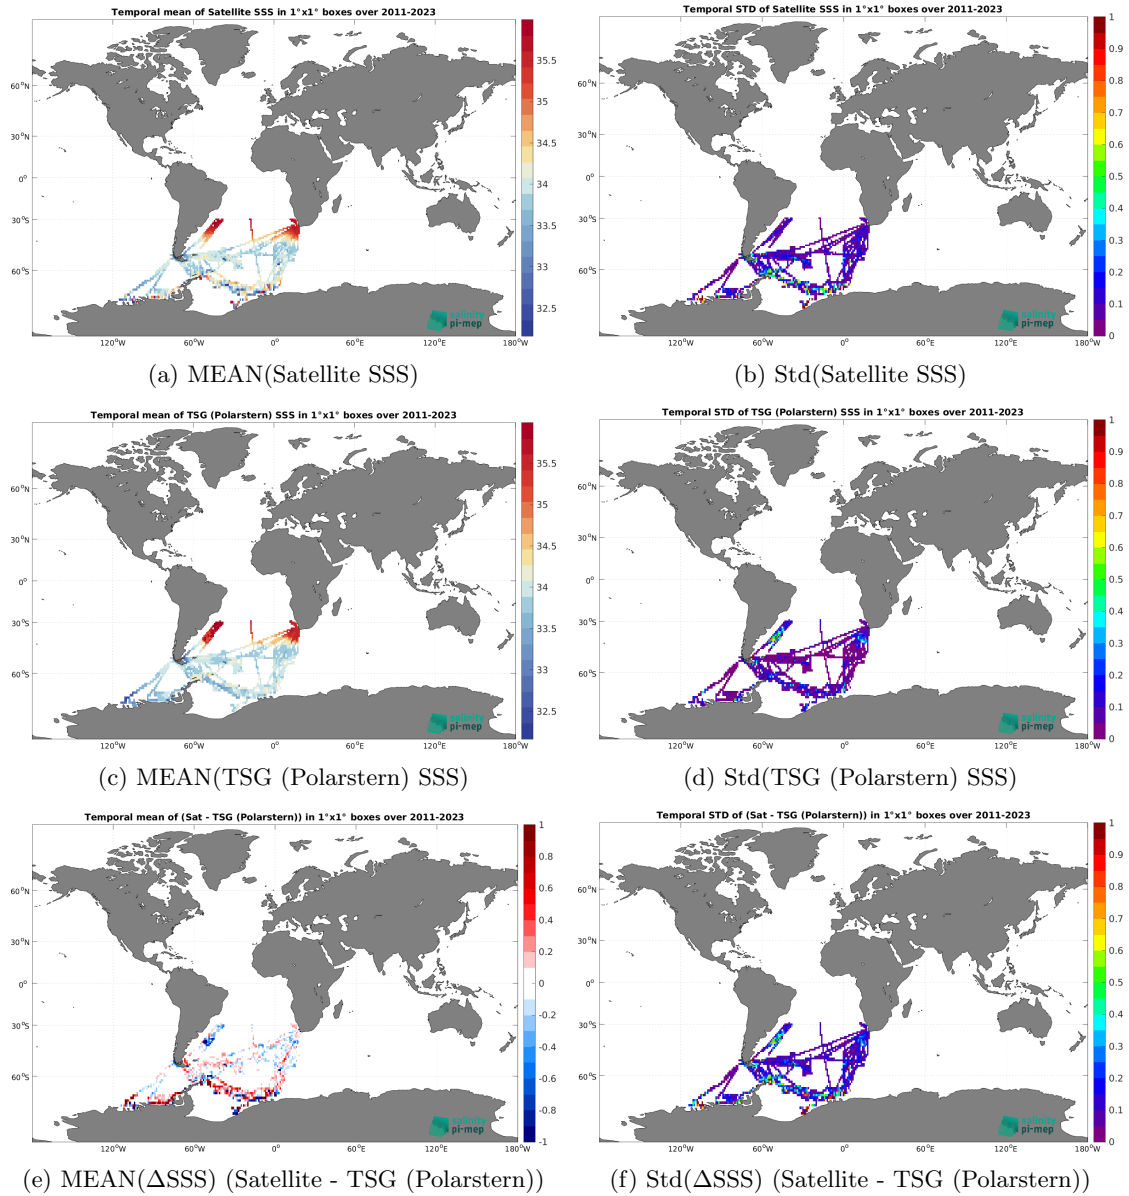 Temporal mean of Satellite SSS in 1°x1° boxes over 2011-2023
60°N
30°N
0°
30°S
60°S
120°W 60°W 0° 60°E 120°E 180°W
35.5
35
34.5
34
33.5
33
32.5
salinity
pi-mep
(a) MEAN(Satellite SSS)
Temporal STD of Satellite SSS in 1°x1° boxes over 2011-2023
60°N
30°N
0°
30°S
60°S
120°W 60°W 0° 60°E 120°E 180°W
1
0.9
0.8
0.7
0.6
0.5
0.4
0.3
0.2
0.1
0
salinity
pi-mep
(b) Std(Satellite SSS)
Temporal mean of TSG (Polarstern) SSS in 1°x1° boxes over 2011-2023
60°N
30°N
0°
30°S
60°S
120°W 60°W 0° 60°E 120°E 180°W
35.5
35
34.5
34
33.5
33
32.5
salinity
pi-mep
(c) MEAN(TSG (Polarstern) SSS)
Temporal STD of TSG (Polarstern) SSS in 1°x1° boxes over 2011-2023
60°N
30°N
0°
30°S
60°S
120°W 60°W 0° 60°E 120°E 180°W
1
0.9
0.8
0.7
0.6
0.5
0.4
0.3
0.2
0.1
0
salinity
pi-mep
(d) Std(TSG (Polarstern) SSS)
Temporal mean of (Sat - TSG (Polarstern)) in 1°x1° boxes over 2011-2023
60°N
30°N
0°
30°S
60°S
120°W 60°W 0° 60°E 120°E 180°W
1
0.8
0.6
0.4
0.2
0
-0.2
-0.4
-0.6
-0.8
-1
salinity
pi-mep
(e) MEAN(ΔSSS) (Satellite - TSG (Polarstern))
Temporal STD of (Sat - TSG (Polarstern)) in 1°x1° boxes over 2011-2023
60°N
30°N
0°
30°S
60°S
120°W 60°W 0° 60°E 120°E 180°W
1
0.9
0.8
0.7
0.6
0.5
0.4
0.3
0.2
0.1
0
salinity
pi-mep
(f) Std(ΔSSS) (Satellite - TSG (Polarstern))